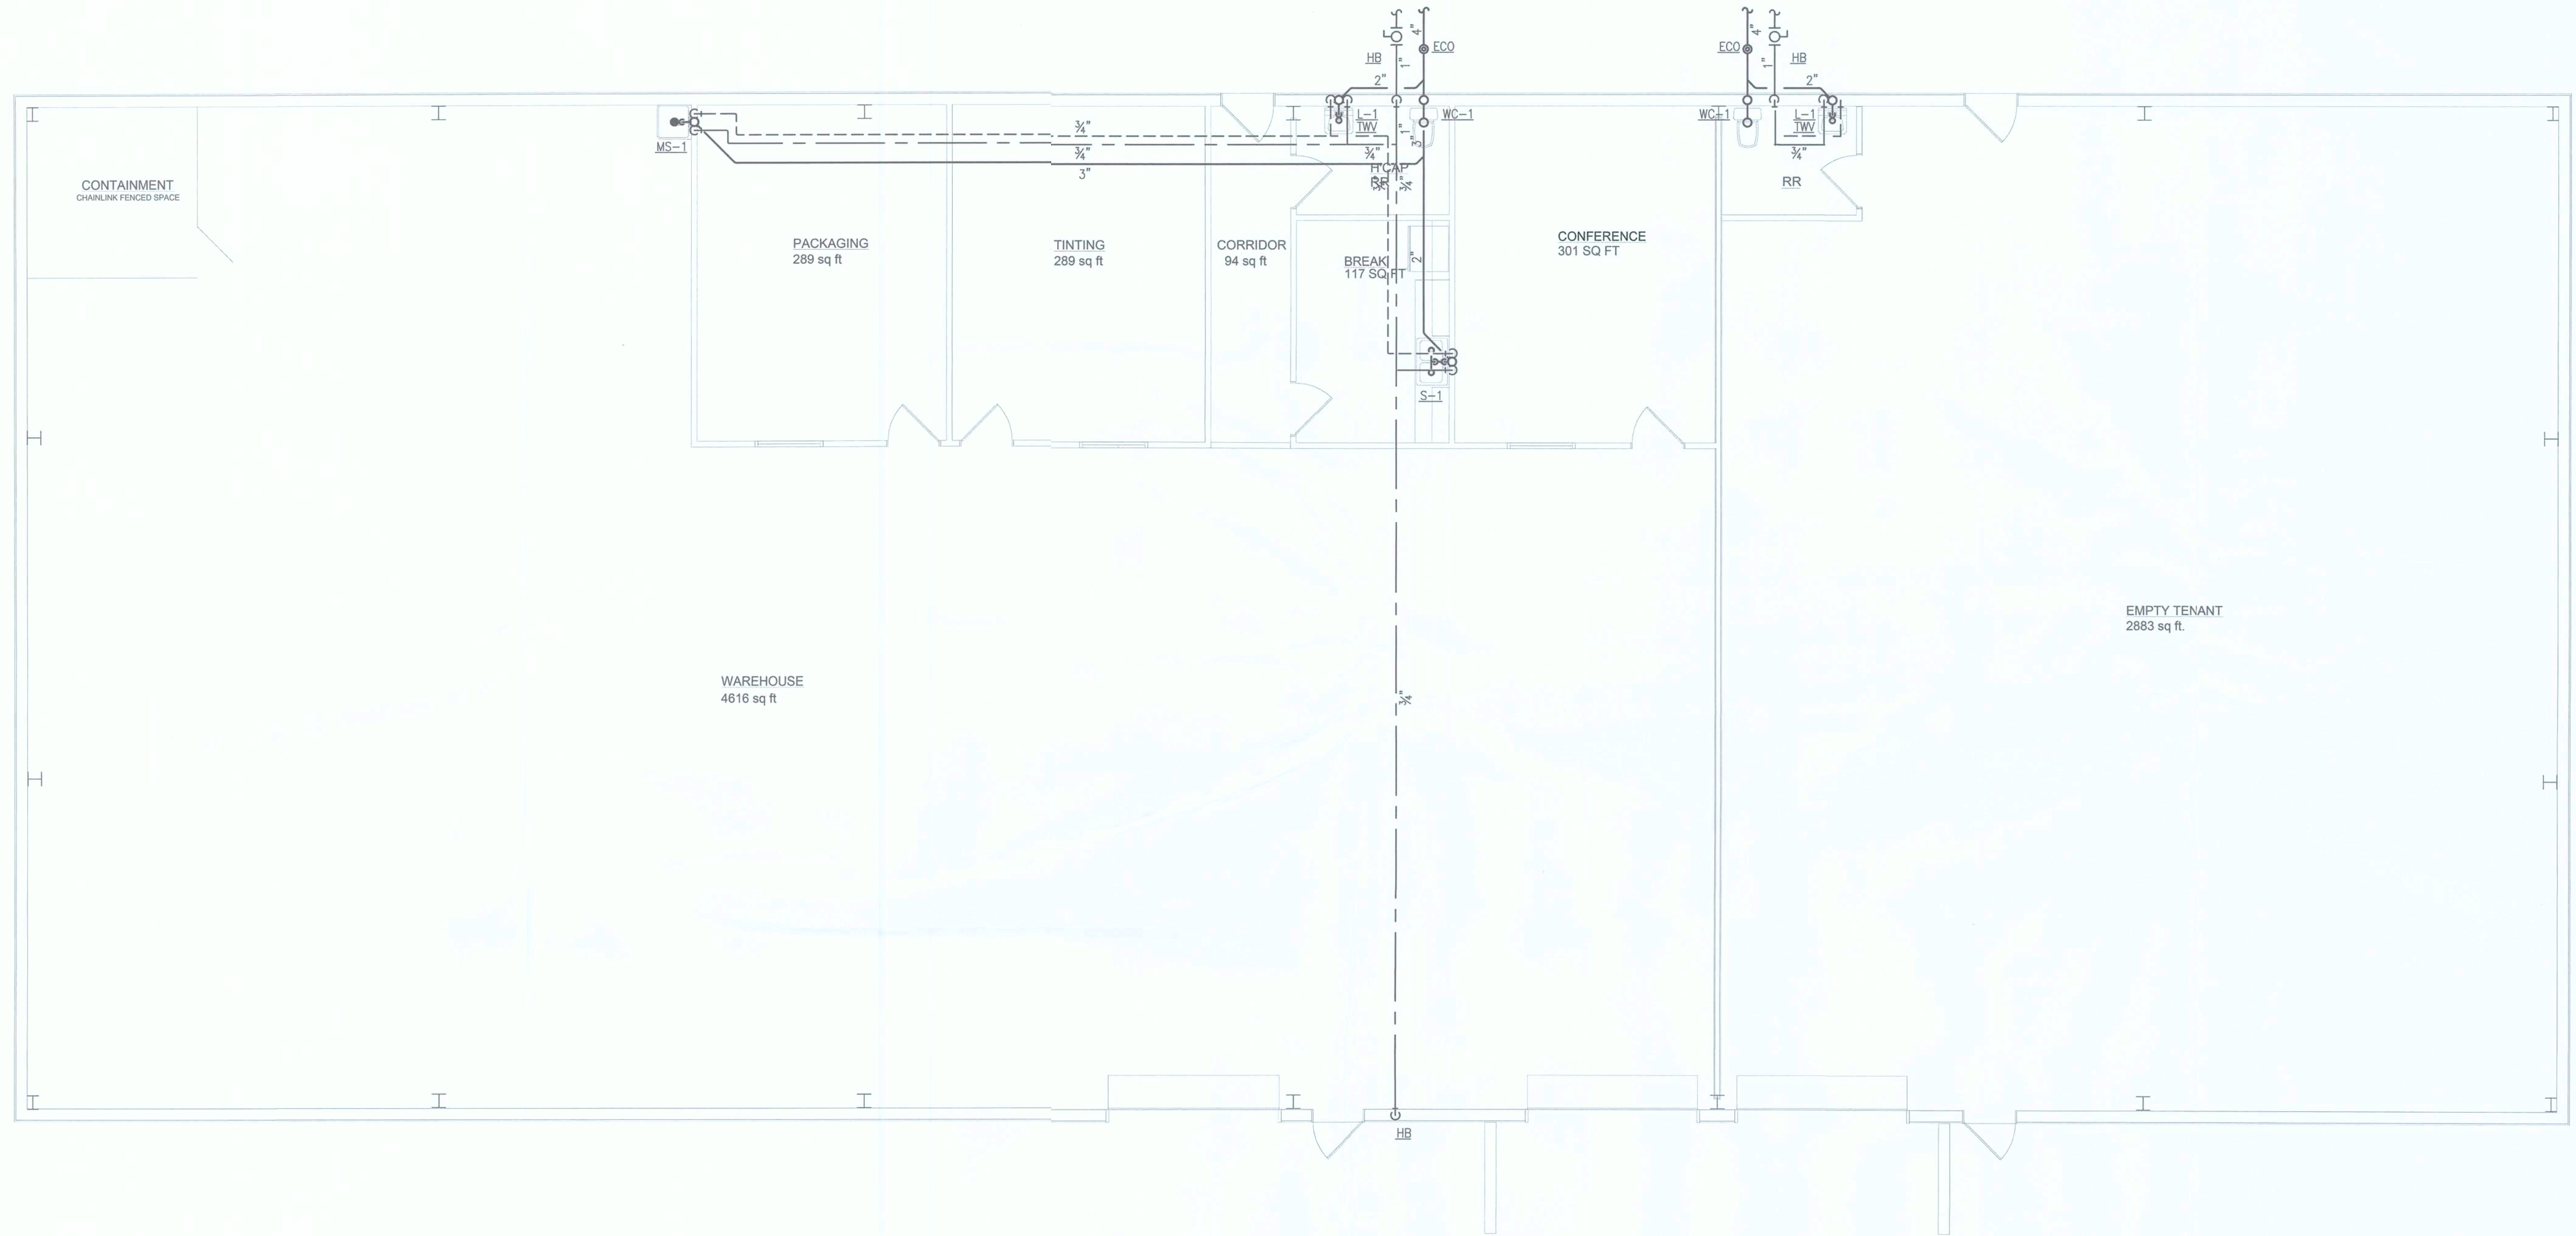 4"
ECO
HB
1"
2"
ECO
4"
1"
HB
2"
MS-1
3/4"
3/4"
3"
L-1
TWV
3/4"
1"
3"
WC-1
H'CAP
RR
3/4"
3/4"
WC-1
L-1
TWV
3/4"
RR
CONTAINMENT
CHAINLINK FENCED SPACE
PACKAGING
289 sq ft
TINTING
289 sq ft
CORRIDOR
94 sq ft
BREAK
117 SQ FT
2"
CONFERENCE
301 SQ FT
S-1
EMPTY TENANT
2883 sq ft.
WAREHOUSE
4616 sq ft
3/4"
HB